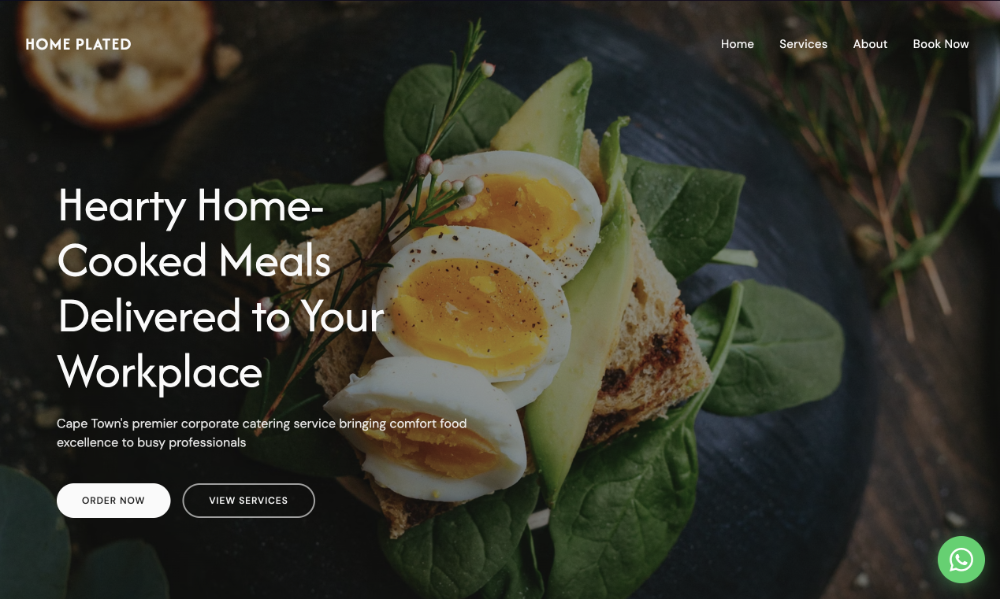 HOME PLATED
Home Services About Book Now
Hearty Home-
Cooked Meals
Delivered to Your
Workplace
Cape Town's premier corporate catering service bringing comfort food
excellence to busy professionals
ORDER NOW VIEW SERVICES